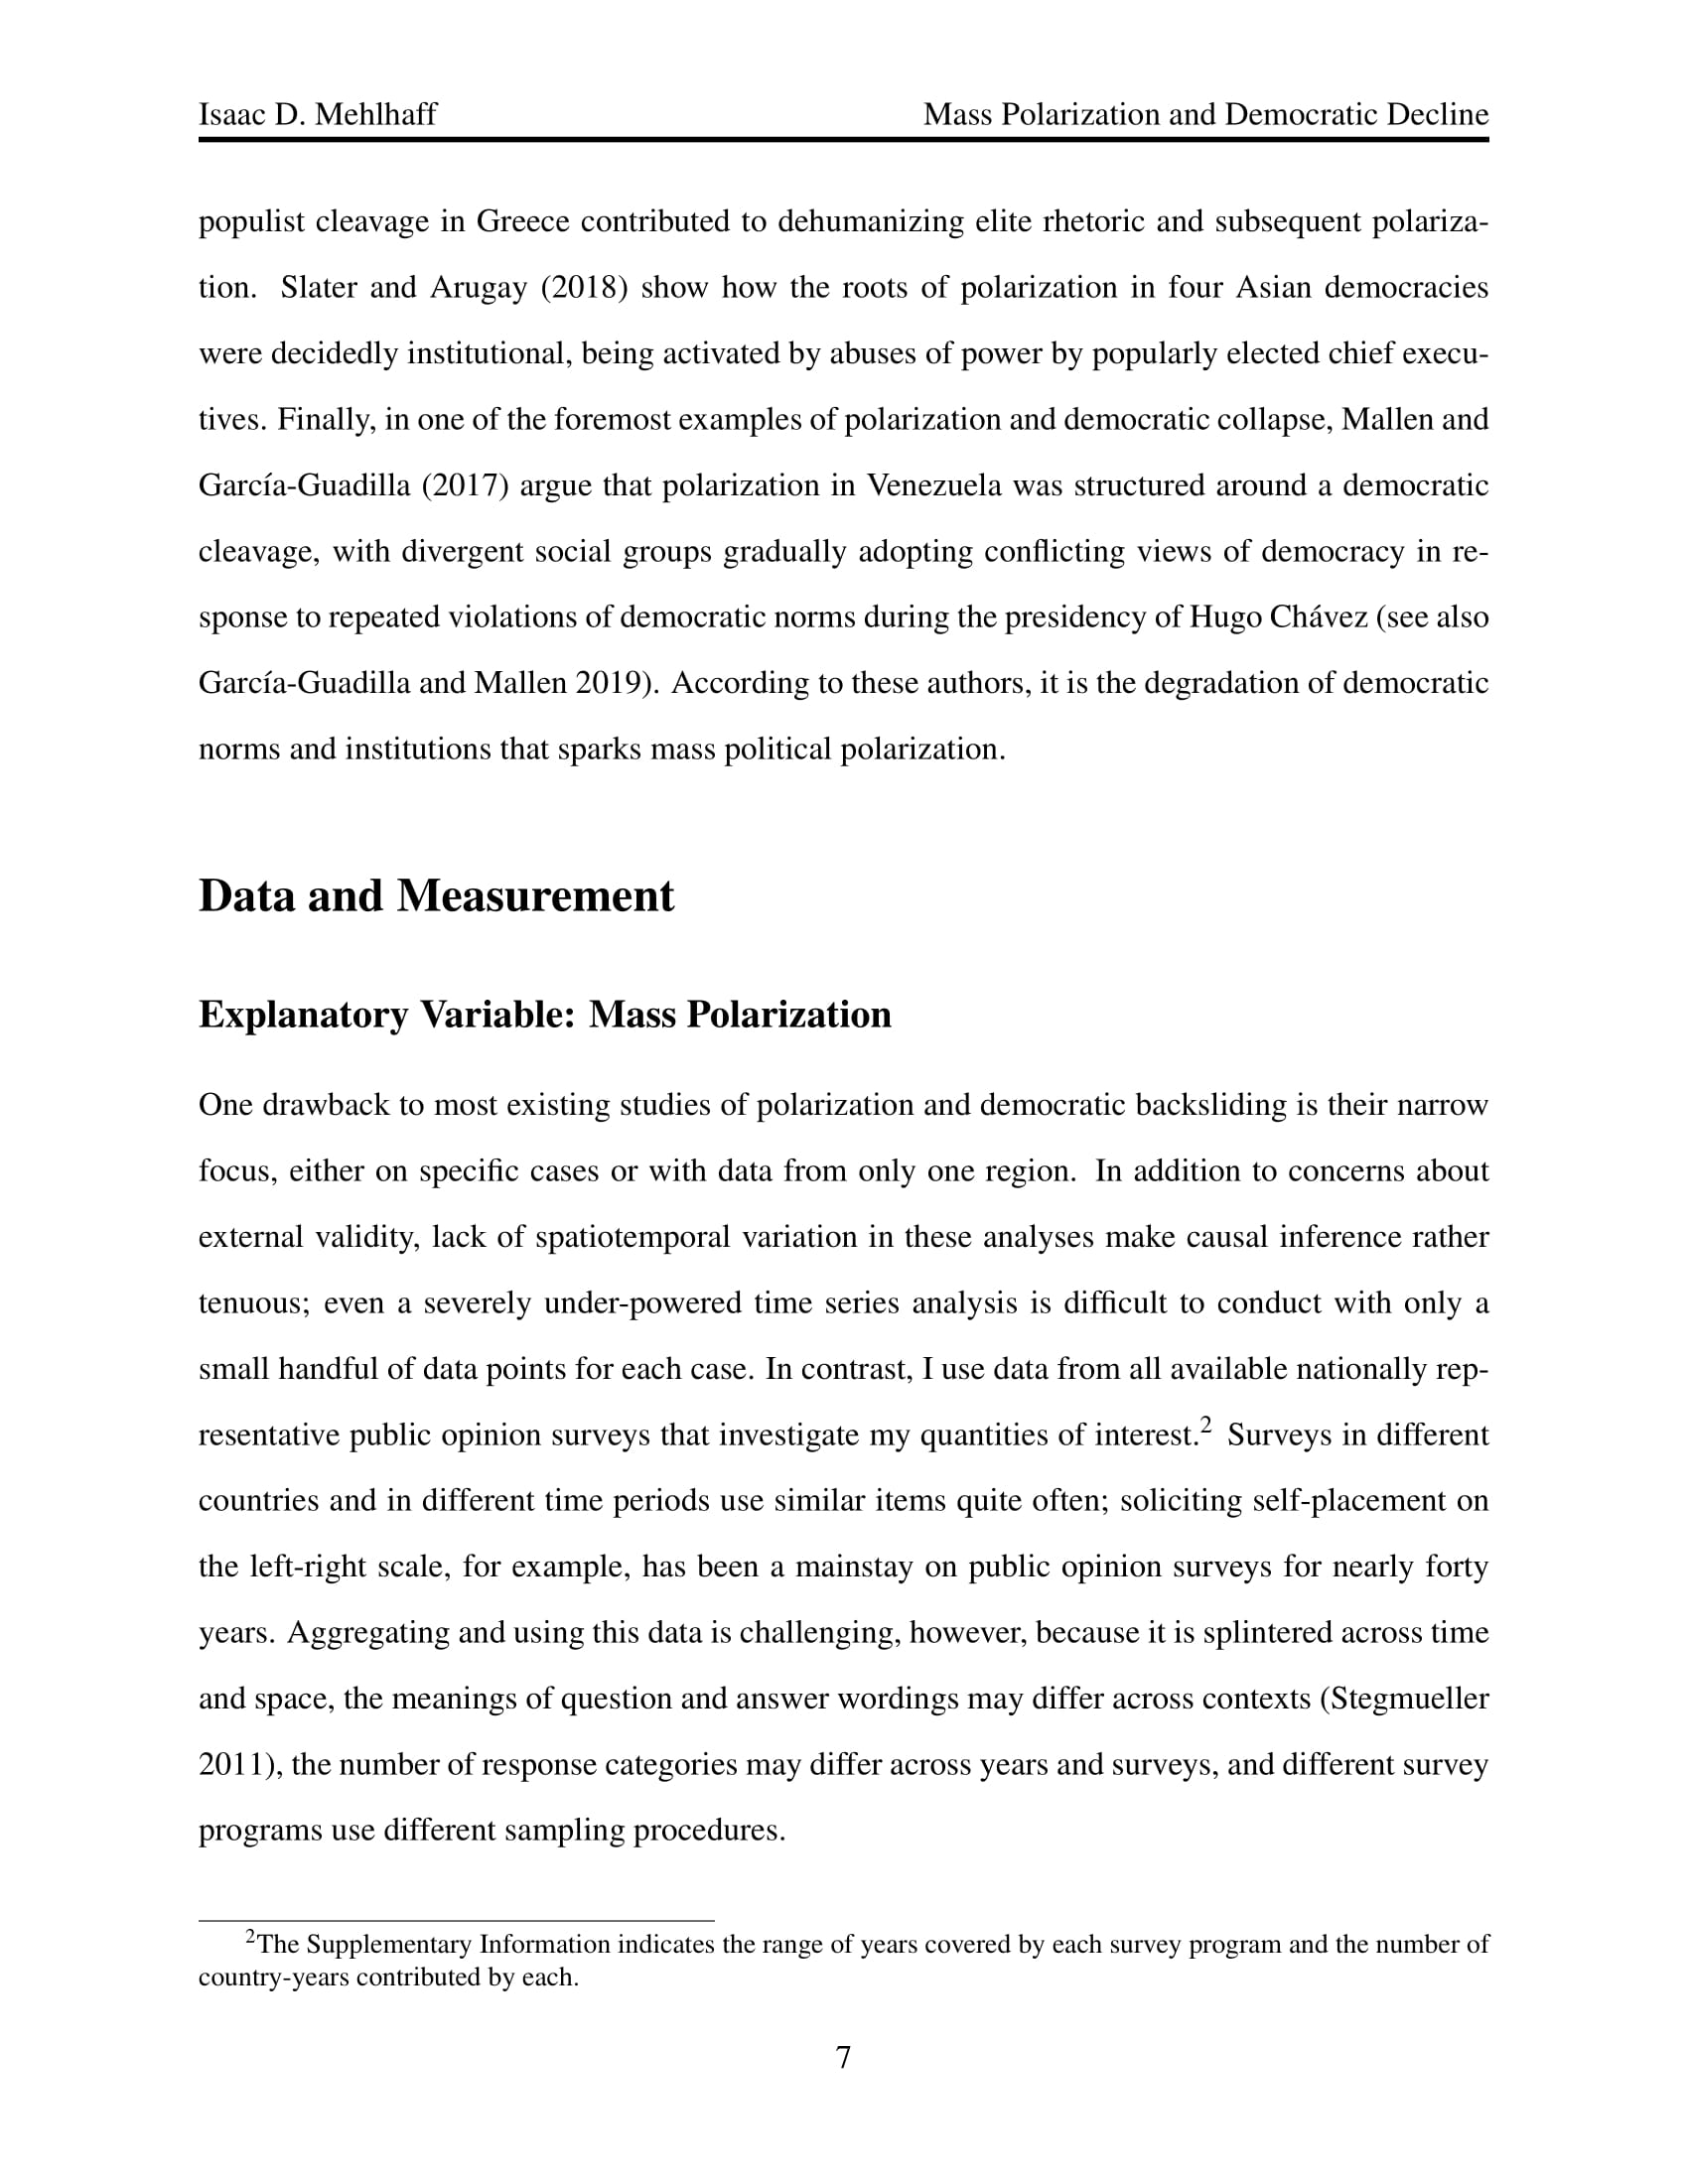 Isaac D. Mehlhaff Mass Polarization and Democratic Decline
populist cleavage in Greece contributed to dehumanizing elite rhetoric and subsequent polariza-
tion. Slater and Arugay (2018) show how the roots of polarization in four Asian democracies
were decidedly institutional, being activated by abuses of power by popularly elected chief execu-
tives. Finally, in one of the foremost examples of polarization and democratic collapse, Mallen and
García-Guadilla (2017) argue that polarization in Venezuela was structured around a democratic
cleavage, with divergent social groups gradually adopting conflicting views of democracy in re-
sponse to repeated violations of democratic norms during the presidency of Hugo Chávez (see also
García-Guadilla and Mallen 2019). According to these authors, it is the degradation of democratic
norms and institutions that sparks mass political polarization.
Data and Measurement
Explanatory Variable: Mass Polarization
One drawback to most existing studies of polarization and democratic backsliding is their narrow
focus, either on specific cases or with data from only one region. In addition to concerns about
external validity, lack of spatiotemporal variation in these analyses make causal inference rather
tenuous; even a severely under-powered time series analysis is difficult to conduct with only a
small handful of data points for each case. In contrast, I use data from all available nationally rep-
resentative public opinion surveys that investigate my quantities of interest.2 Surveys in different
countries and in different time periods use similar items quite often; soliciting self-placement on
the left-right scale, for example, has been a mainstay on public opinion surveys for nearly forty
years. Aggregating and using this data is challenging, however, because it is splintered across time
and space, the meanings of question and answer wordings may differ across contexts (Stegmueller
2011), the number of response categories may differ across years and surveys, and different survey
programs use different sampling procedures.
2The Supplementary Information indicates the range of years covered by each survey program and the number of
country-years contributed by each.
7